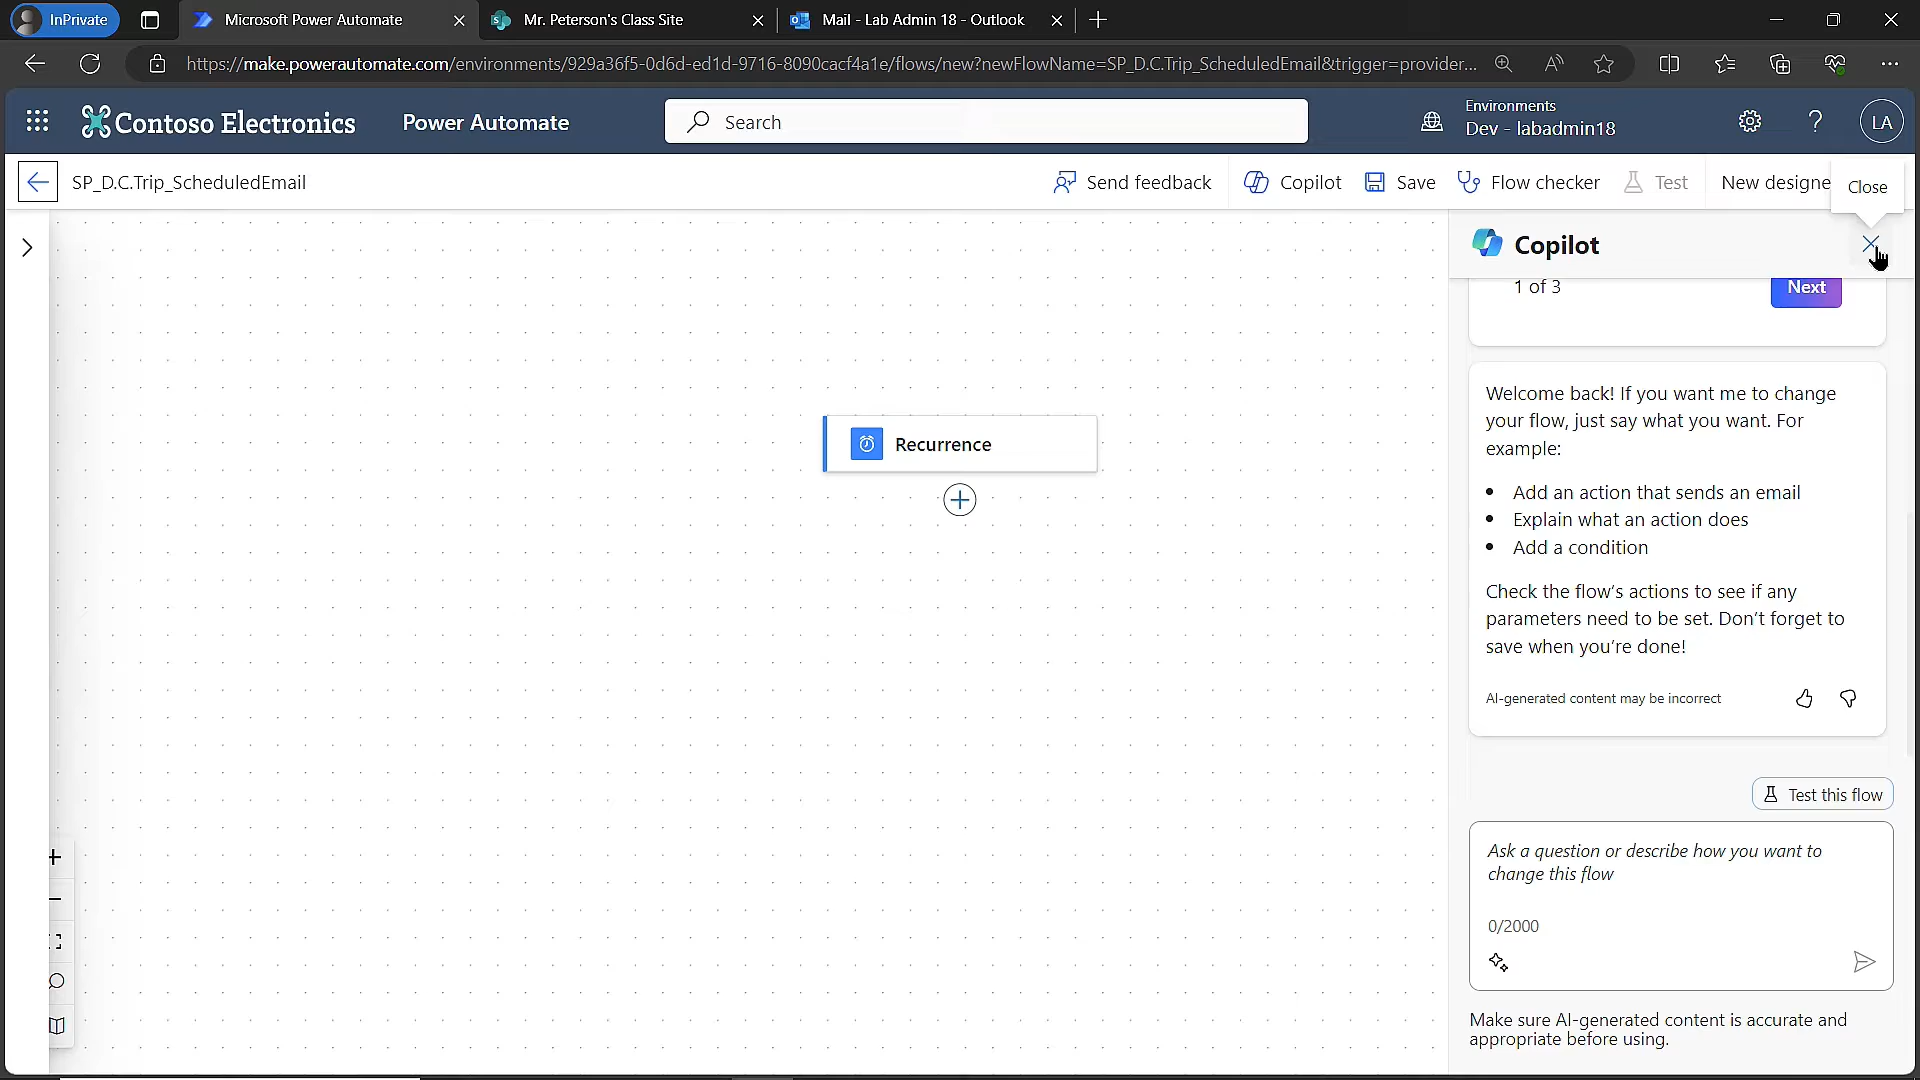 InPrivate
Microsoft Power Automate
Mr. Peterson's Class Site
Mail - Lab Admin 18 - Outlook
https://make.powerautomate.com/environments/929a36f5-0d6d-ed1d-9716-8090cacf4a1e/flows/new?newFlowName=SP_D.C.Trip_ScheduledEmail&trigger=provider...
Contoso Electronics
Power Automate
Search
Environments
Dev - labadmin18
LA
SP_D.C.Trip_ScheduledEmail
Send feedback
Copilot
Save
Flow checker
Test
New designe
Close
Copilot
1 of 3
Next
Recurrence
Welcome back! If you want me to change
your flow, just say what you want. For
example:
• Add an action that sends an email
• Explain what an action does
• Add a condition
Check the flow's actions to see if any
parameters need to be set. Don't forget to
save when you're done!
AI-generated content may be incorrect
Test this flow
Ask a question or describe how you want to
change this flow
0/2000
Make sure AI-generated content is accurate and
appropriate before using.